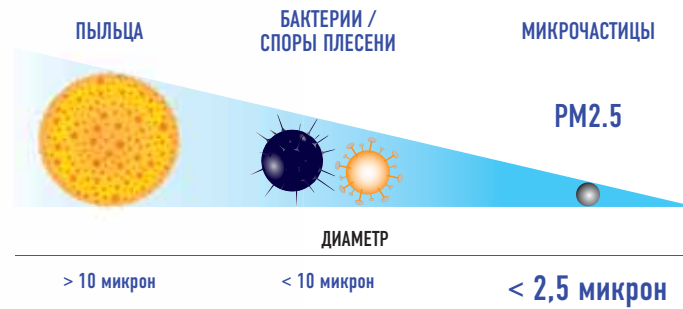 ПЫЛЬЦА
БАКТЕРИИ /
СПОРЫ ПЛЕСЕНИ
МИКРОЧАСТИЦЫ
PM2.5
ДИАМЕТР
> 10 микрон
< 10 микрон
< 2,5 микрон